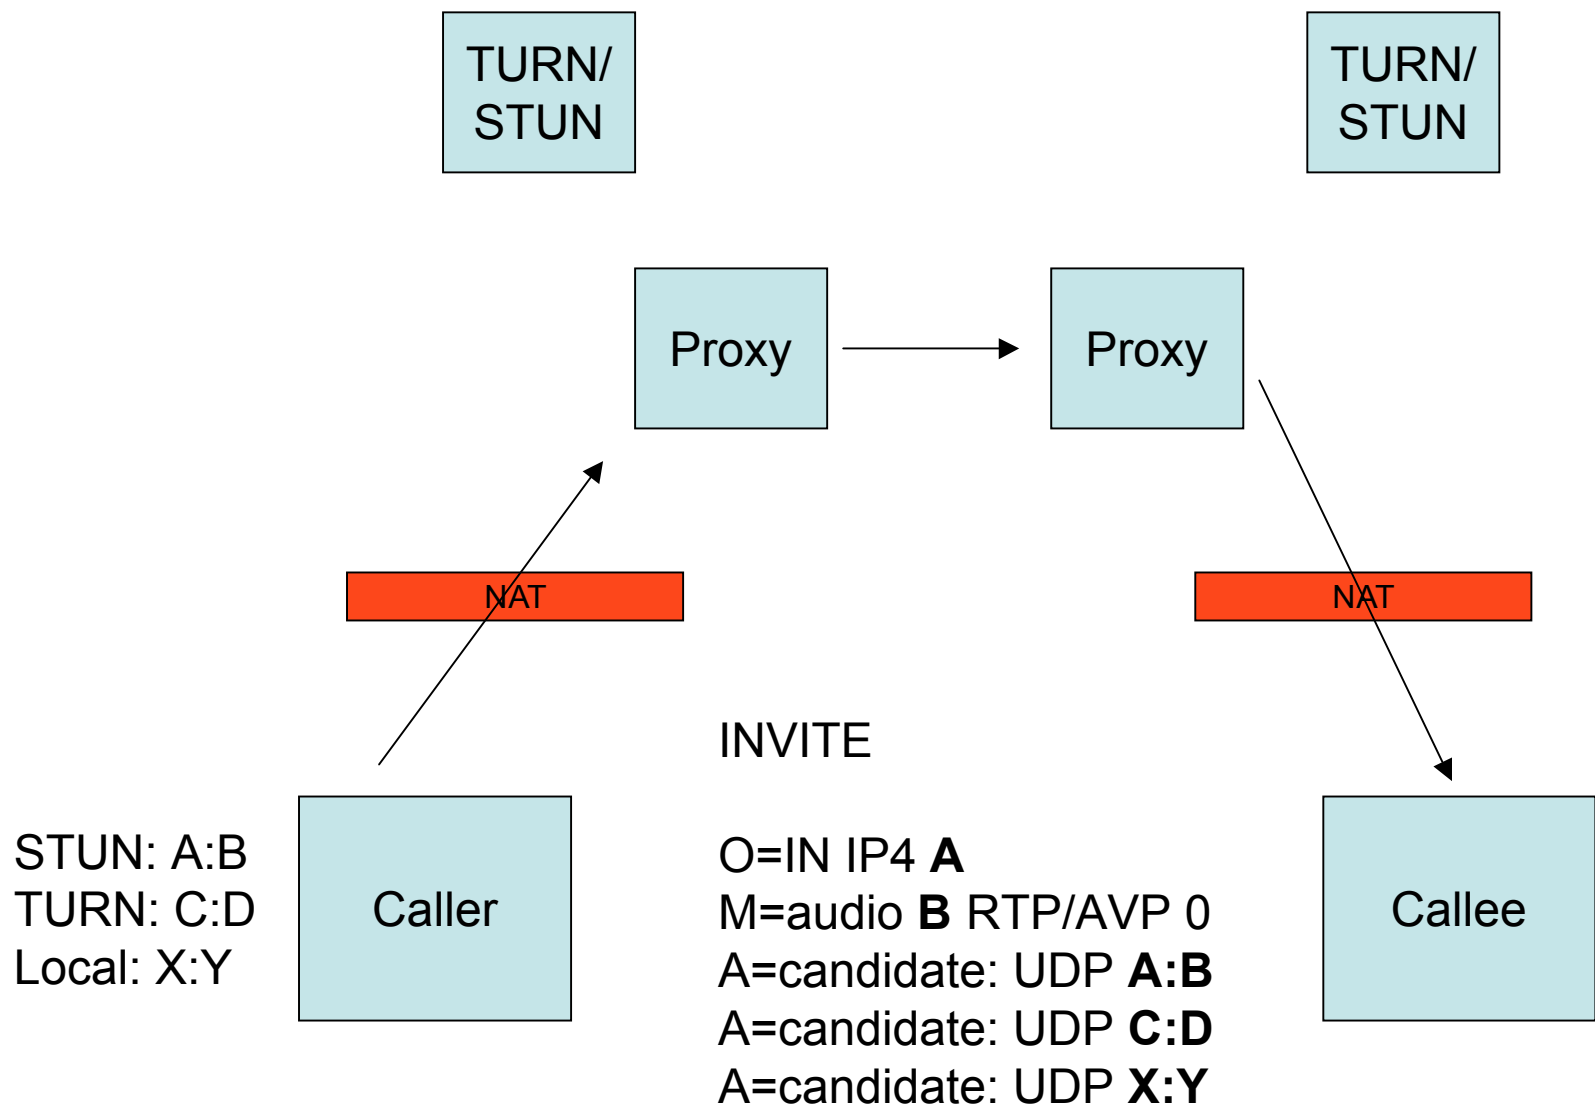 TURN/
STUN
TURN/
STUN
Proxy
Proxy
NAT
NAT
STUN: A:B
TURN: C:D
Local: X:Y
Caller
INVITE
O=IN IP4 A
M=audio B RTP/AVP 0
A=candidate: UDP A:B
A=candidate: UDP C:D
A=candidate: UDP X:Y
Callee